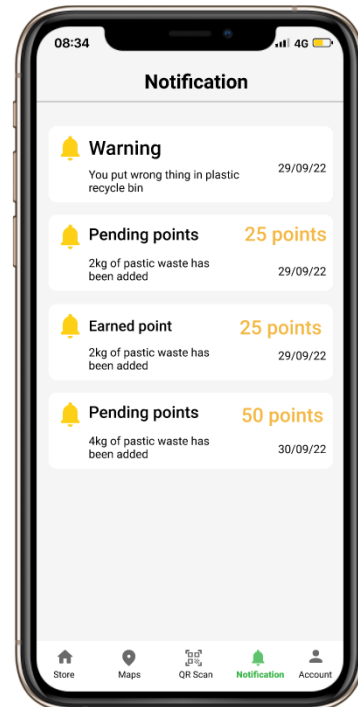 08:34 4G
Notification
Warning
You put wrong thing in plastic
recycle bin
29/09/22
Pending points 25 points
2kg of pastic waste has
been added
29/09/22
Earned point 25 points
2kg of pastic waste has
been added
29/09/22
Pending points 50 points
4kg of pastic waste has
been added
30/09/22
Store Maps QR Scan Notification Account